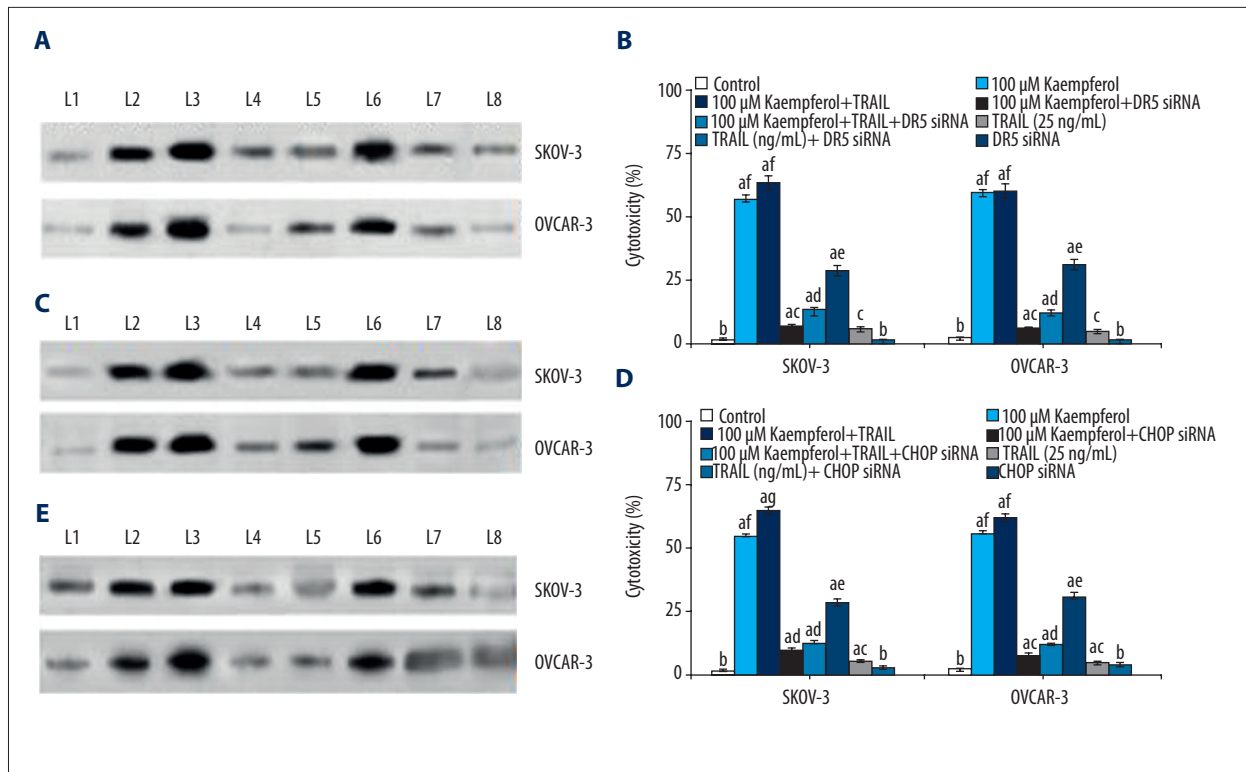 A
L1 L2 L3 L4 L5 L6 L7 L8
SKOV-3
OVCAR-3
B
Control
100 µM Kaempferol
100 µM Kaempferol+TRAIL
100 µM Kaempferol+DR5 siRNA
100 µM Kaempferol+TRAIL+DR5 siRNA
TRAIL (25 ng/mL)
TRAIL (ng/mL)+ DR5 siRNA
DR5 siRNA
100
75
50
25
0
Cytotoxicity (%)
b af af ac ad ae c b
b af af ac ad ae c b
SKOV-3 OVCAR-3
C
L1 L2 L3 L4 L5 L6 L7 L8
SKOV-3
OVCAR-3
D
Control
100 µM Kaempferol
100 µM Kaempferol+TRAIL
100 µM Kaempferol+CHOP siRNA
100 µM Kaempferol+TRAIL+CHOP siRNA
TRAIL (25 ng/mL)
TRAIL (ng/mL)+ CHOP siRNA
CHOP siRNA
100
75
50
25
0
Cytotoxicity (%)
b af ag ad ad ae ac b
b af af ac ad ae ac b
SKOV-3 OVCAR-3
E
L1 L2 L3 L4 L5 L6 L7 L8
SKOV-3
OVCAR-3